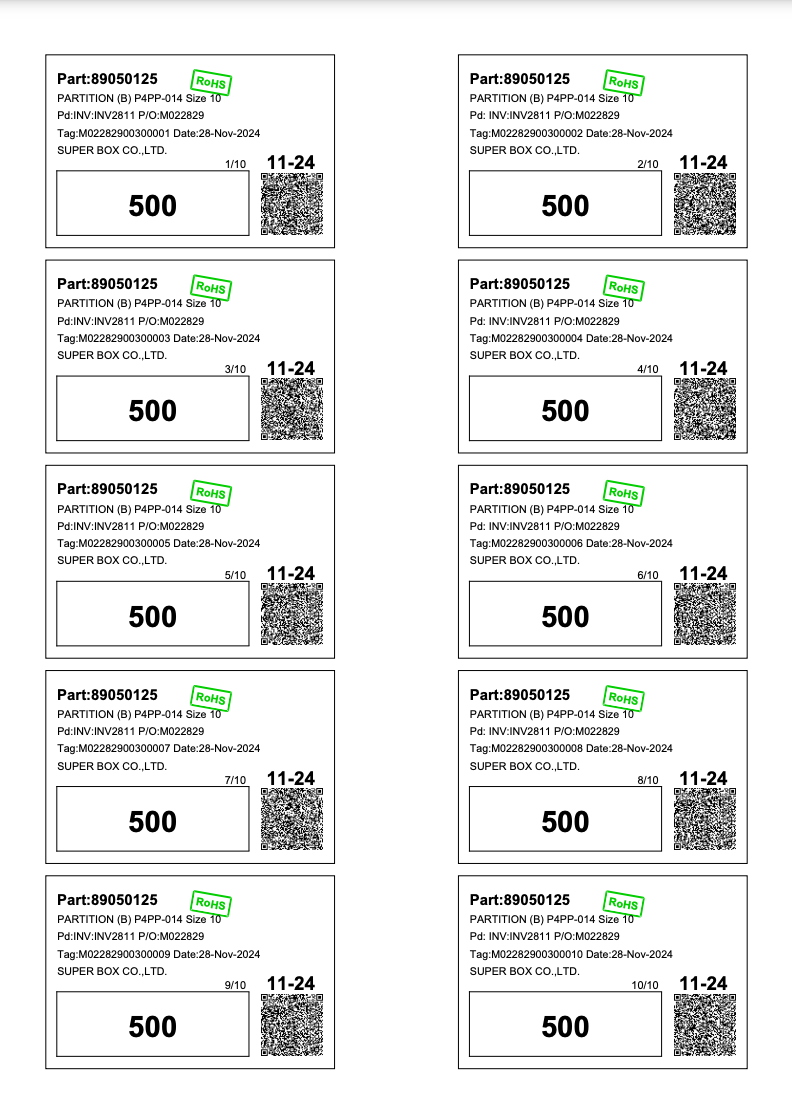 Part:89050125 RoHS
PARTITION (B) P4PP-014 Size 10
Pd:INV:INV2811 P/O:M022829
Tag:M02282900300001 Date:28-Nov-2024
SUPER BOX CO.,LTD.
1/10 11-24
500
Part:89050125 RoHS
PARTITION (B) P4PP-014 Size 10
Pd:INV:INV2811 P/O:M022829
Tag:M02282900300002 Date:28-Nov-2024
SUPER BOX CO.,LTD.
2/10 11-24
500
Part:89050125 RoHS
PARTITION (B) P4PP-014 Size 10
Pd:INV:INV2811 P/O:M022829
Tag:M02282900300003 Date:28-Nov-2024
SUPER BOX CO.,LTD.
3/10 11-24
500
Part:89050125 RoHS
PARTITION (B) P4PP-014 Size 10
Pd: INV:INV2811 P/O:M022829
Tag:M02282900300004 Date:28-Nov-2024
SUPER BOX CO.,LTD.
4/10 11-24
500
Part:89050125 RoHS
PARTITION (B) P4PP-014 Size 10
Pd:INV:INV2811 P/O:M022829
Tag:M02282900300005 Date:28-Nov-2024
SUPER BOX CO.,LTD.
5/10 11-24
500
Part:89050125 RoHS
PARTITION (B) P4PP-014 Size 10
Pd: INV:INV2811 P/O:M022829
Tag:M02282900300006 Date:28-Nov-2024
SUPER BOX CO.,LTD.
6/10 11-24
500
Part:89050125 RoHS
PARTITION (B) P4PP-014 Size 10
Pd:INV:INV2811 P/O:M022829
Tag:M02282900300007 Date:28-Nov-2024
SUPER BOX CO.,LTD.
7/10 11-24
500
Part:89050125 RoHS
PARTITION (B) P4PP-014 Size 10
Pd: INV:INV2811 P/O:M022829
Tag:M02282900300008 Date:28-Nov-2024
SUPER BOX CO.,LTD.
8/10 11-24
500
Part:89050125 RoHS
PARTITION (B) P4PP-014 Size 10
Pd:INV:INV2811 P/O:M022829
Tag:M02282900300009 Date:28-Nov-2024
SUPER BOX CO.,LTD.
9/10 11-24
500
Part:89050125 RoHS
PARTITION (B) P4PP-014 Size 10
Pd: INV:INV2811 P/O:M022829
Tag:M02282900300010 Date:28-Nov-2024
SUPER BOX CO.,LTD.
10/10 11-24
500